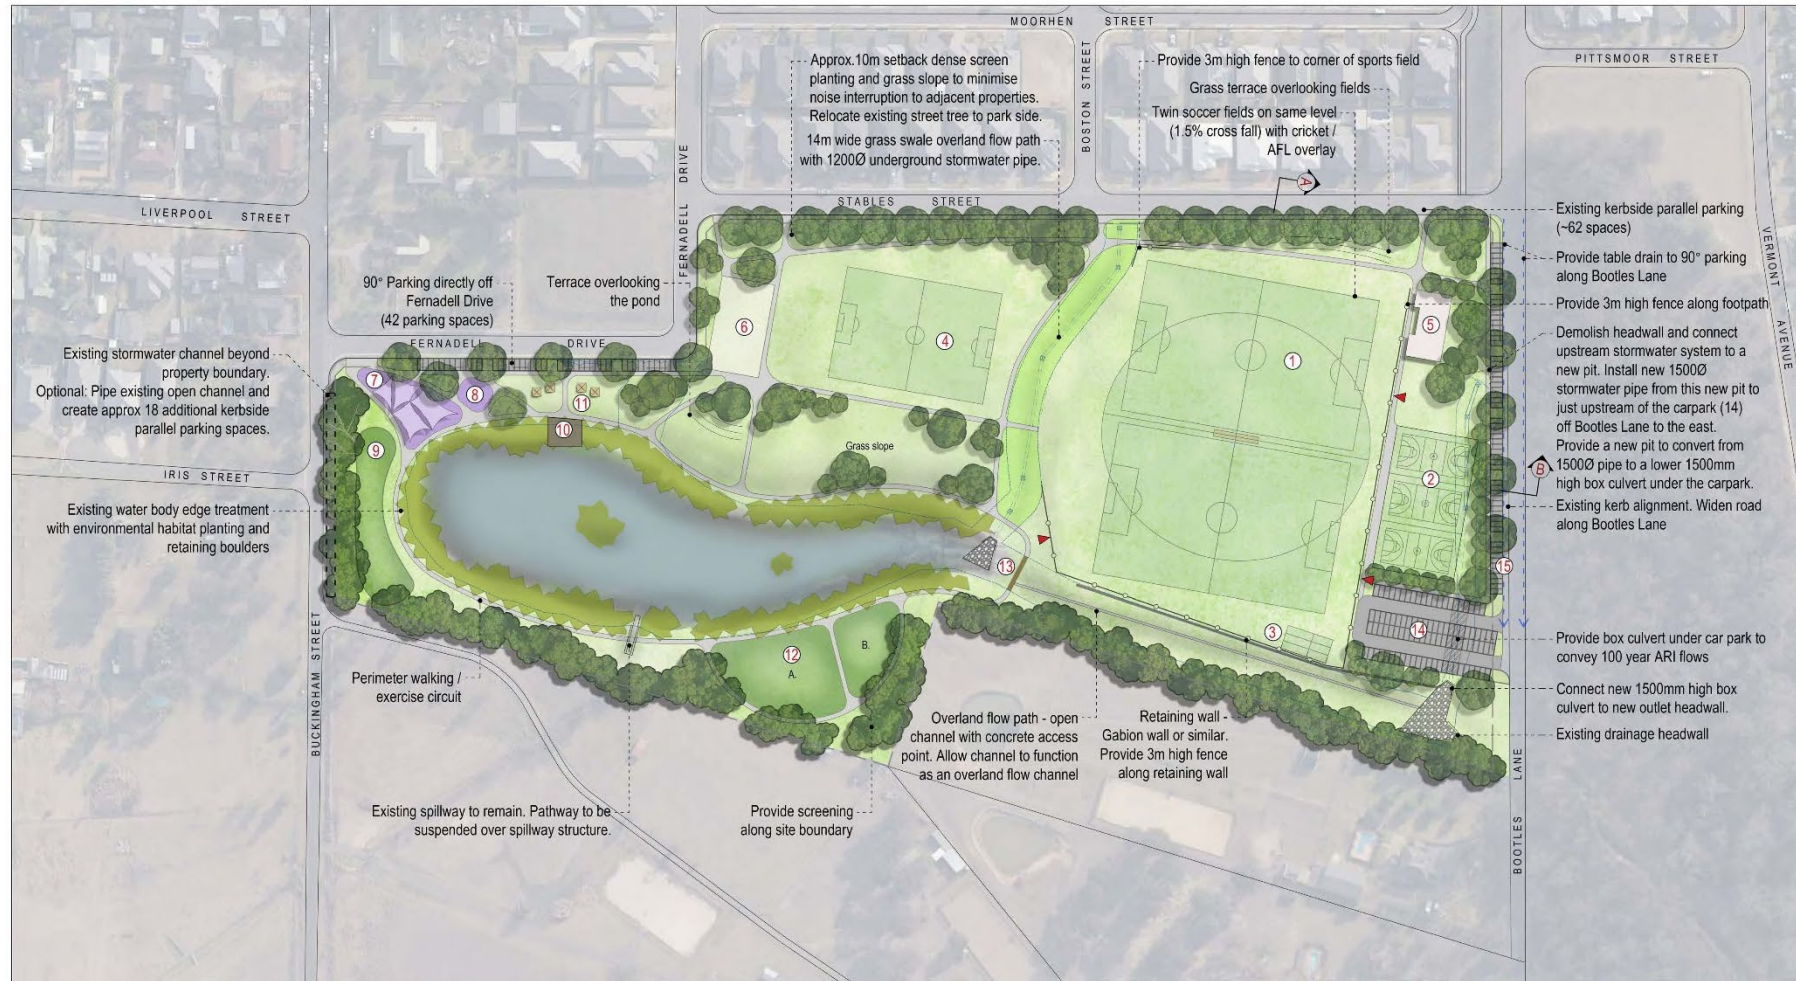 MOORHEN STREET
PITTSMOOR STREET
BOSTON STREET
FERNADELL DRIVE
STABLES STREET
LIVERPOOL STREET
IRIS STREET
BUCKINGHAM STREET
BOOTLES LANE
VERMONT AVENUE
FERNADELL DRIVE
Approx.10m setback dense screen
planting and grass slope to minimise
noise interruption to adjacent properties.
Relocate existing street tree to park side.
14m wide grass swale overland flow path
with 1200Ø underground stormwater pipe.
Provide 3m high fence to corner of sports field
Grass terrace overlooking fields
Twin soccer fields on same level
(1.5% cross fall) with cricket /
AFL overlay
A
Existing kerbside parallel parking
(~62 spaces)
Provide table drain to 90° parking
along Bootles Lane
Provide 3m high fence along footpath
Demolish headwall and connect
upstream stormwater system to a
new pit. Install new 1500Ø
stormwater pipe from this new pit to
just upstream of the carpark (14)
off Bootles Lane to the east.
Provide a new pit to convert from
1500Ø pipe to a lower 1500mm
high box culvert under the carpark.
B
Existing kerb alignment. Widen road
along Bootles Lane
Provide box culvert under car park to
convey 100 year ARI flows
Connect new 1500mm high box
culvert to new outlet headwall.
Existing drainage headwall
90° Parking directly off
Fernadell Drive
(42 parking spaces)
Terrace overlooking
the pond
Existing stormwater channel beyond
property boundary.
Optional: Pipe existing open channel and
create approx 18 additional kerbside
parallel parking spaces.
Existing water body edge treatment
with environmental habitat planting and
retaining boulders
Perimeter walking /
exercise circuit
Existing spillway to remain. Pathway to be
suspended over spillway structure.
Provide screening
along site boundary
Overland flow path - open
channel with concrete access
point. Allow channel to function
as an overland flow channel
Retaining wall -
Gabion wall or similar.
Provide 3m high fence
along retaining wall
Grass slope
1
2
3
4
5
6
7
8
9
10
11
12
A.
B.
13
14
15